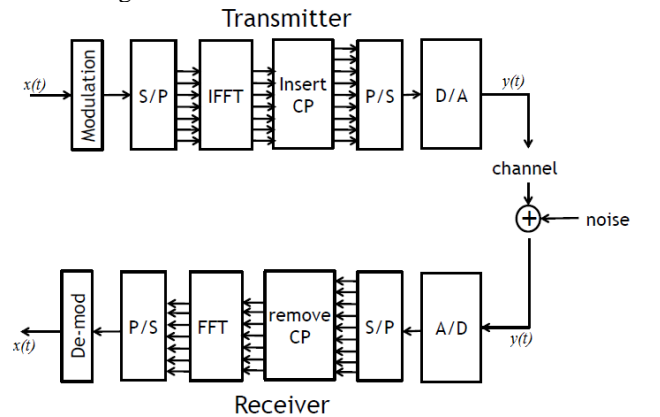 Transmitter
x(t)
Modulation
S/P
IFFT
Insert
CP
P/S
D/A
y(t)
channel
+
noise
x(t)
De-mod
P/S
FFT
remove
CP
S/P
A/D
y(t)
Receiver